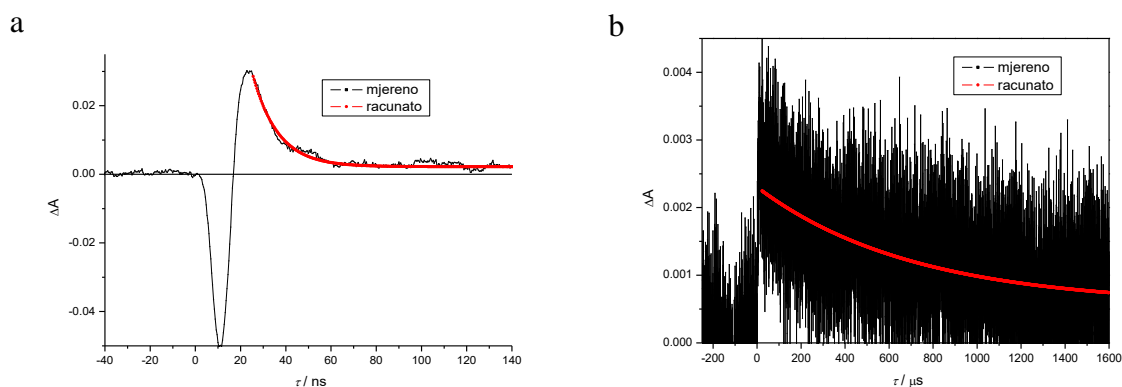 a
mjereno
racunato
0.02
0.00
-0.02
-0.04
ΔA
-40 -20 0 20 40 60 80 100 120 140
τ / ns
b
mjereno
racunato
0.004
0.003
0.002
0.001
0.000
ΔA
-200 0 200 400 600 800 1000 1200 1400 1600
τ / μs